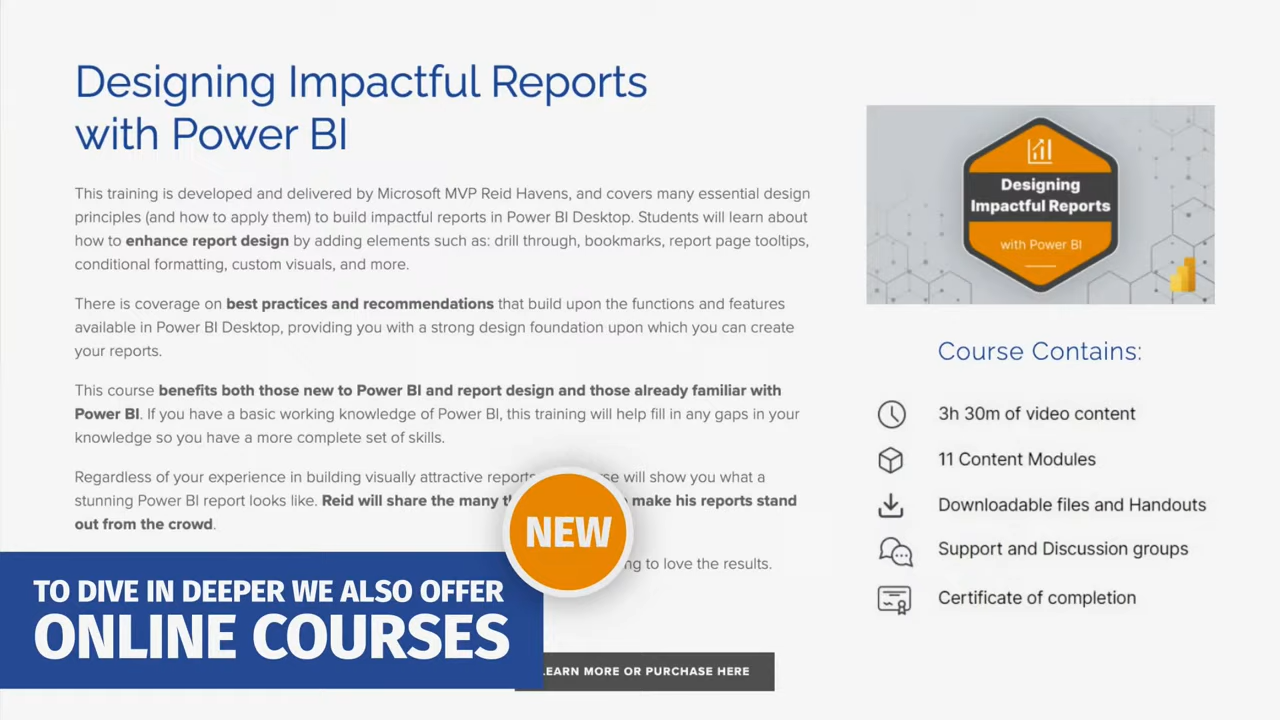 Designing Impactful Reports
with Power BI
This training is developed and delivered by Microsoft MVP Reid Havens, and covers many essential design
principles (and how to apply them) to build impactful reports in Power BI Desktop. Students will learn about
how to enhance report design by adding elements such as: drill through, bookmarks, report page tooltips,
conditional formatting, custom visuals, and more.
There is coverage on best practices and recommendations that build upon the functions and features
available in Power BI Desktop, providing you with a strong design foundation upon which you can create
your reports.
This course benefits both those new to Power BI and report design and those already familiar with
Power BI. If you have a basic working knowledge of Power BI, this training will help fill in any gaps in your
knowledge so you have a more complete set of skills.
Regardless of your experience in building visually attractive reports will show you what a
stunning Power BI report looks like. Reid will share the many make his reports stand
out from the crowd.
to love the results.
NEW
TO DIVE IN DEEPER WE ALSO OFFER
ONLINE COURSES
LEARN MORE OR PURCHASE HERE
Designing
Impactful Reports
with Power BI
Course Contains:
3h 30m of video content
11 Content Modules
Downloadable files and Handouts
Support and Discussion groups
Certificate of completion